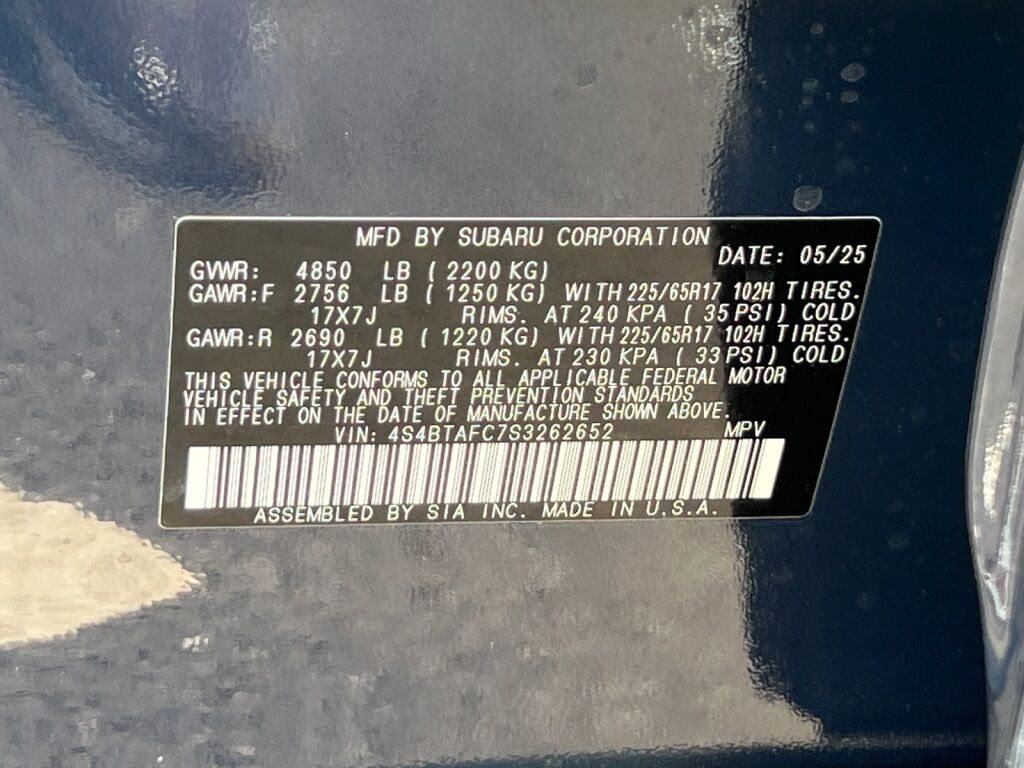 MFD BY SUBARU CORPORATION
DATE: 05/25
GVWR: 4850 LB ( 2200 KG)
GAWR:F 2756 LB ( 1250 KG) WITH 225/65R17 102H TIRES.
17X7J RIMS. AT 240 KPA ( 35 PSI) COLD
GAWR:R 2690 LB ( 1220 KG) WITH 225/65R17 102H TIRES.
17X7J RIMS. AT 230 KPA ( 33 PSI) COLD
THIS VEHICLE CONFORMS TO ALL APPLICABLE FEDERAL MOTOR
VEHICLE SAFETY AND THEFT PREVENTION STANDARDS
IN EFFECT ON THE DATE OF MANUFACTURE SHOWN ABOVE.
VIN: 4S4BTAFC7S3262652 MPV
ASSEMBLED BY SIA INC. MADE IN U.S.A.